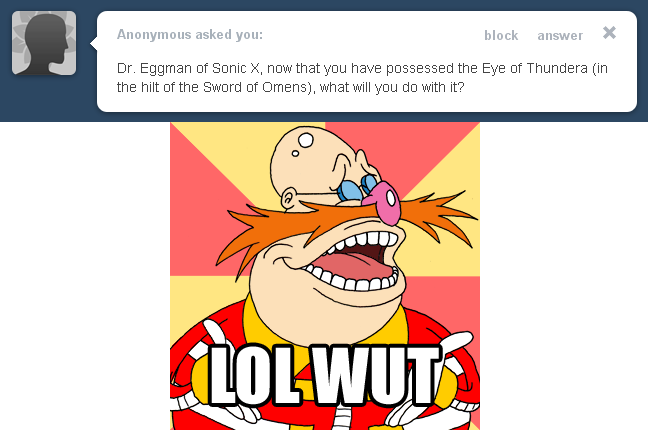 Anonymous asked you:
block answer
Dr. Eggman of Sonic X, now that you have possessed the Eye of Thundera (in
the hilt of the Sword of Omens), what will you do with it?
LOL WUT